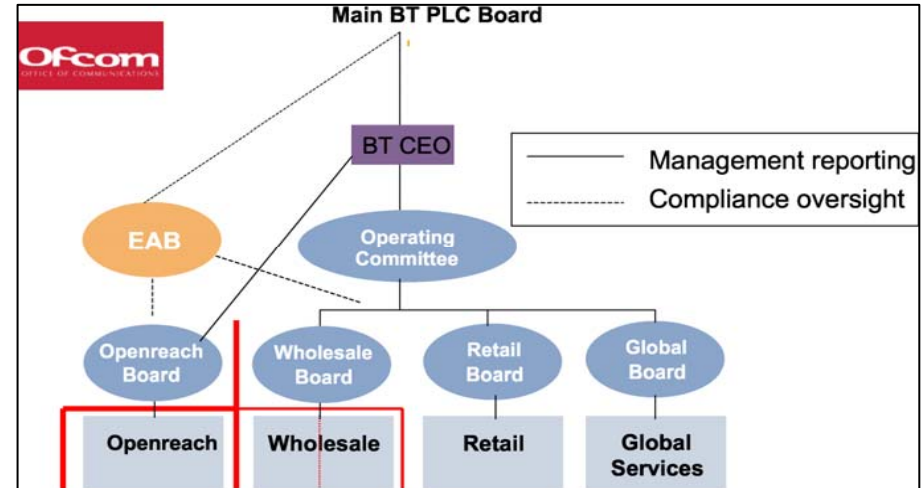 Main BT PLC Board
Ofcom
OFFICE OF COMMUNICATIONS
BT CEO
Management reporting
Compliance oversight
EAB
Operating
Committee
Openreach
Board
Wholesale
Board
Retail
Board
Global
Board
Openreach
Wholesale
Retail
Global
Services